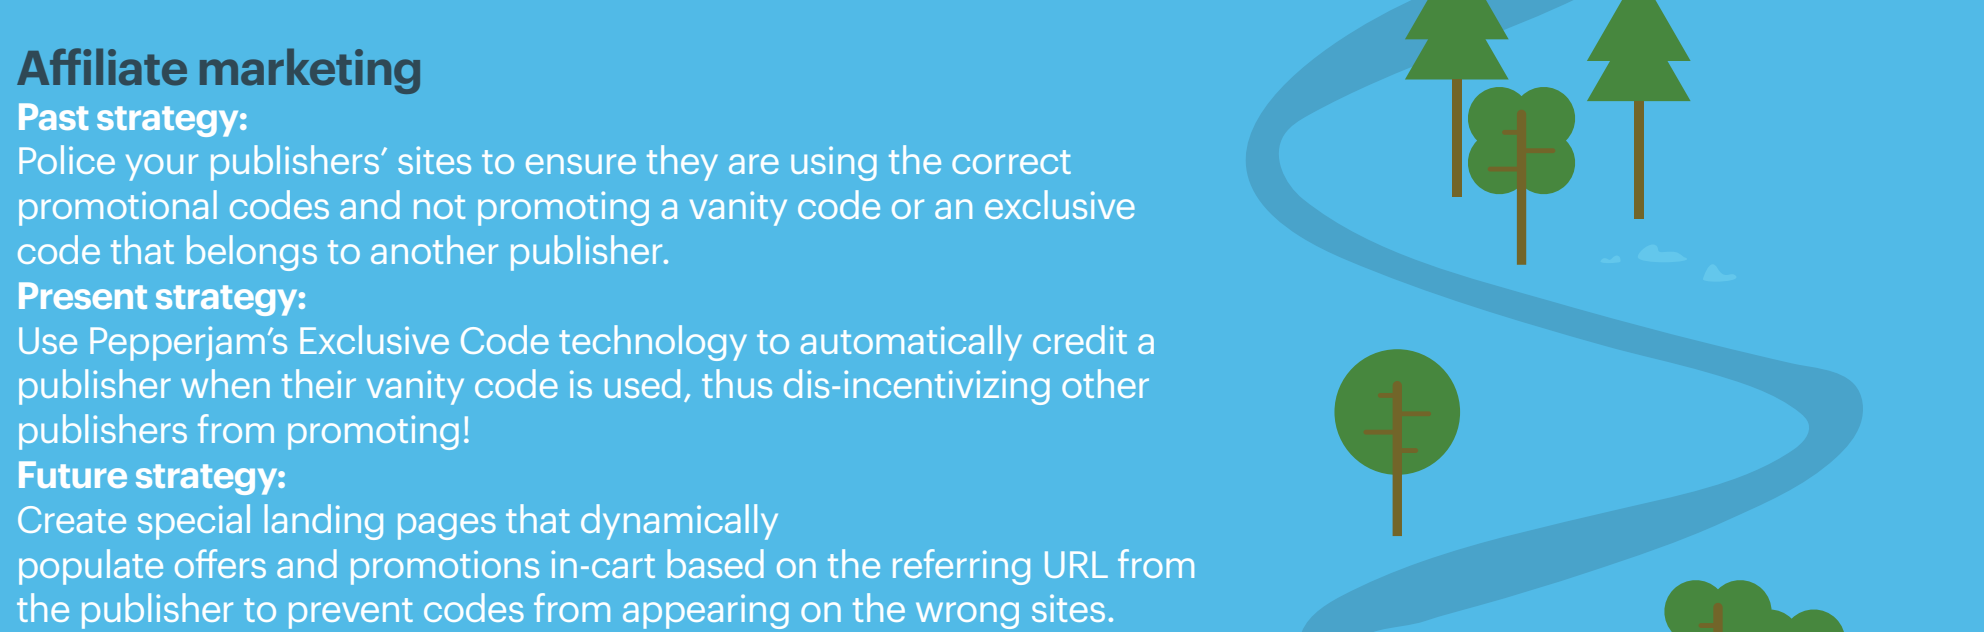 Affiliate marketing
Past strategy:
Police your publishers’ sites to ensure they are using the correct
promotional codes and not promoting a vanity code or an exclusive
code that belongs to another publisher.
Present strategy:
Use Pepperjam’s Exclusive Code technology to automatically credit a
publisher when their vanity code is used, thus dis-incentivizing other
publishers from promoting!
Future strategy:
Create special landing pages that dynamically
populate offers and promotions in-cart based on the referring URL from
the publisher to prevent codes from appearing on the wrong sites.